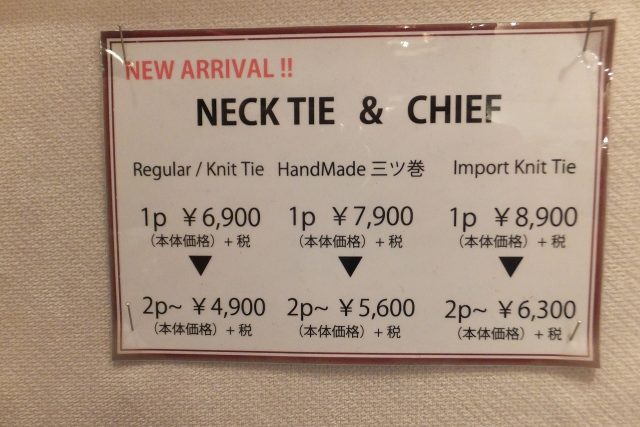 NEW ARRIVAL !!
NECK TIE & CHIEF
Regular / Knit Tie HandMade 三ツ巻 Import Knit Tie
1p ￥6,900 1p ￥7,900 1p ￥8,900
（本体価格）+ 税 （本体価格）+ 税 （本体価格）+ 税
▼ ▼ ▼
2p~ ￥4,900 2p~ ￥5,600 2p~ ￥6,300
（本体価格）+ 税 （本体価格）+ 税 （本体価格）+ 税